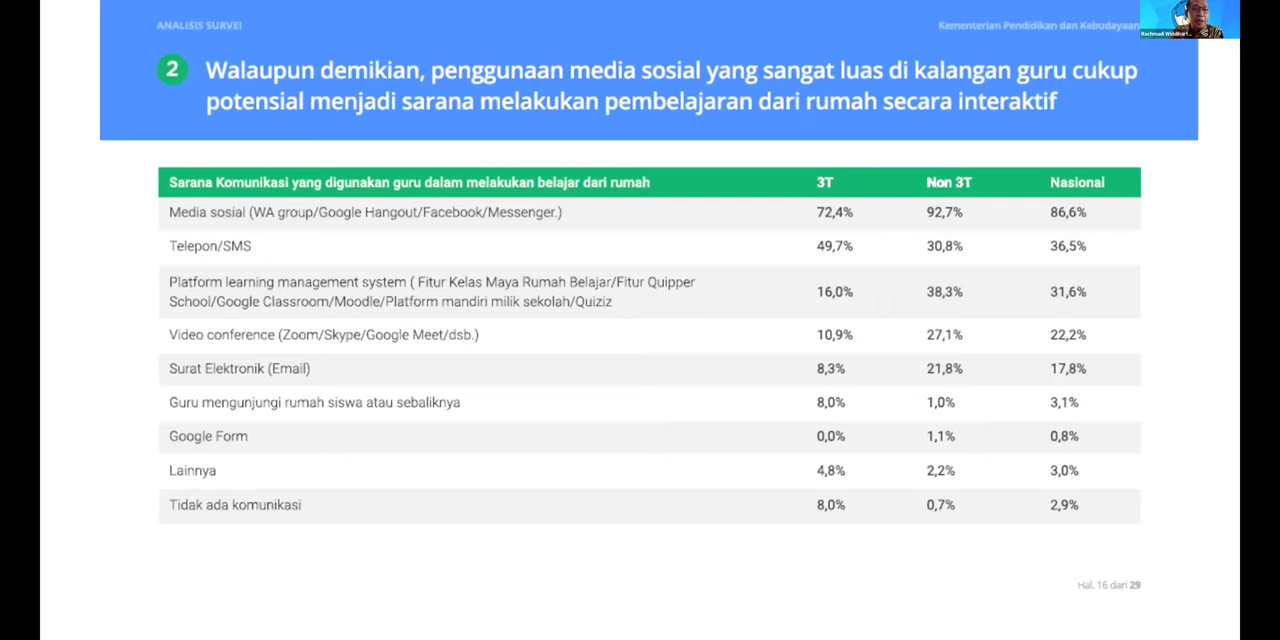 ANALISIS SURVEI
Kementerian Pendidikan dan Kebudayaan
2
Walaupun demikian, penggunaan media sosial yang sangat luas di kalangan guru cukup
potensial menjadi sarana melakukan pembelajaran dari rumah secara interaktif
Sarana Komunikasi yang digunakan guru dalam melakukan belajar dari rumah 3T Non 3T Nasional
Media sosial (WA group/Google Hangout/Facebook/Messenger.) 72,4% 92,7% 86,6%
Telepon/SMS 49,7% 30,8% 36,5%
Platform learning management system ( Fitur Kelas Maya Rumah Belajar/Fitur Quipper
School/Google Classroom/Moodle/Platform mandiri milik sekolah/Quiziz 16,0% 38,3% 31,6%
Video conference (Zoom/Skype/Google Meet/dsb.) 10,9% 27,1% 22,2%
Surat Elektronik (Email) 8,3% 21,8% 17,8%
Guru mengunjungi rumah siswa atau sebaliknya 8,0% 1,0% 3,1%
Google Form 0,0% 1,1% 0,8%
Lainnya 4,8% 2,2% 3,0%
Tidak ada komunikasi 8,0% 0,7% 2,9%
Hal. 16 dari 29